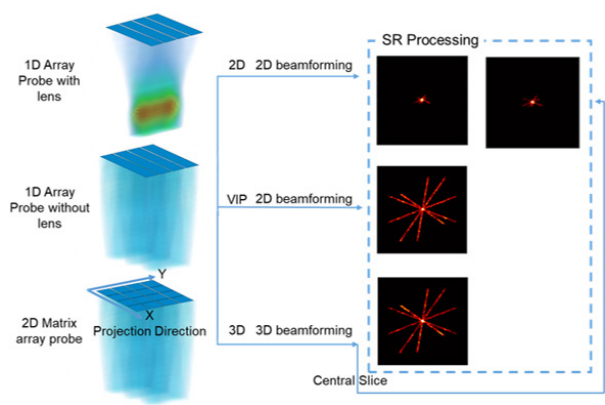 SR Processing
1D Array
Probe with
lens
2D 2D beamforming
1D Array
Probe without
lens
VIP 2D beamforming
Y
X
2D Matrix
array probe
Projection Direction
3D 3D beamforming
Central Slice